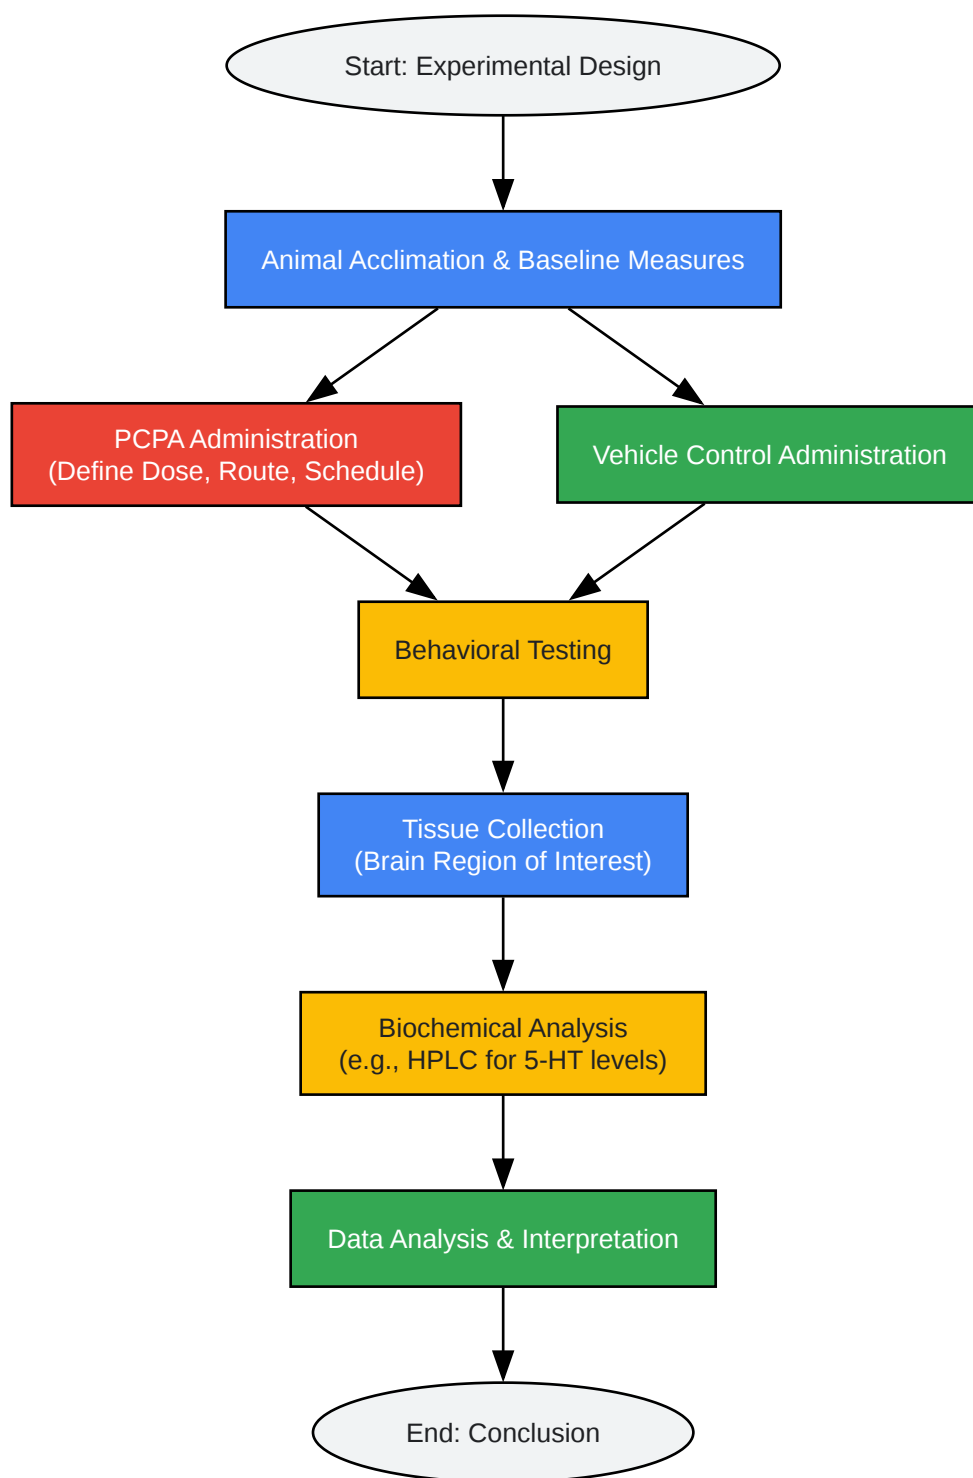 Start: Experimental Design
Animal Acclimation & Baseline Measures
PCPA Administration
(Define Dose, Route, Schedule)
Vehicle Control Administration
Behavioral Testing
Tissue Collection
(Brain Region of Interest)
Biochemical Analysis
(e.g., HPLC for 5-HT levels)
Data Analysis & Interpretation
End: Conclusion